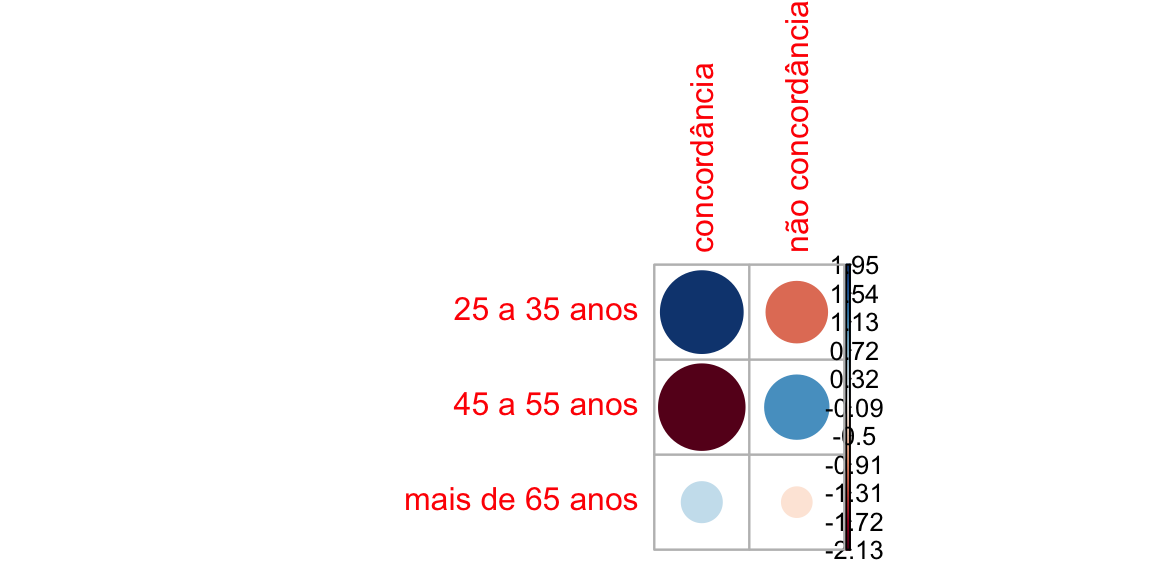 concordância
não concordância
25 a 35 anos
45 a 55 anos
mais de 65 anos
1.95
1.54
1.13
0.72
0.32
-0.09
-0.5
-0.91
-1.31
-1.72
-2.13